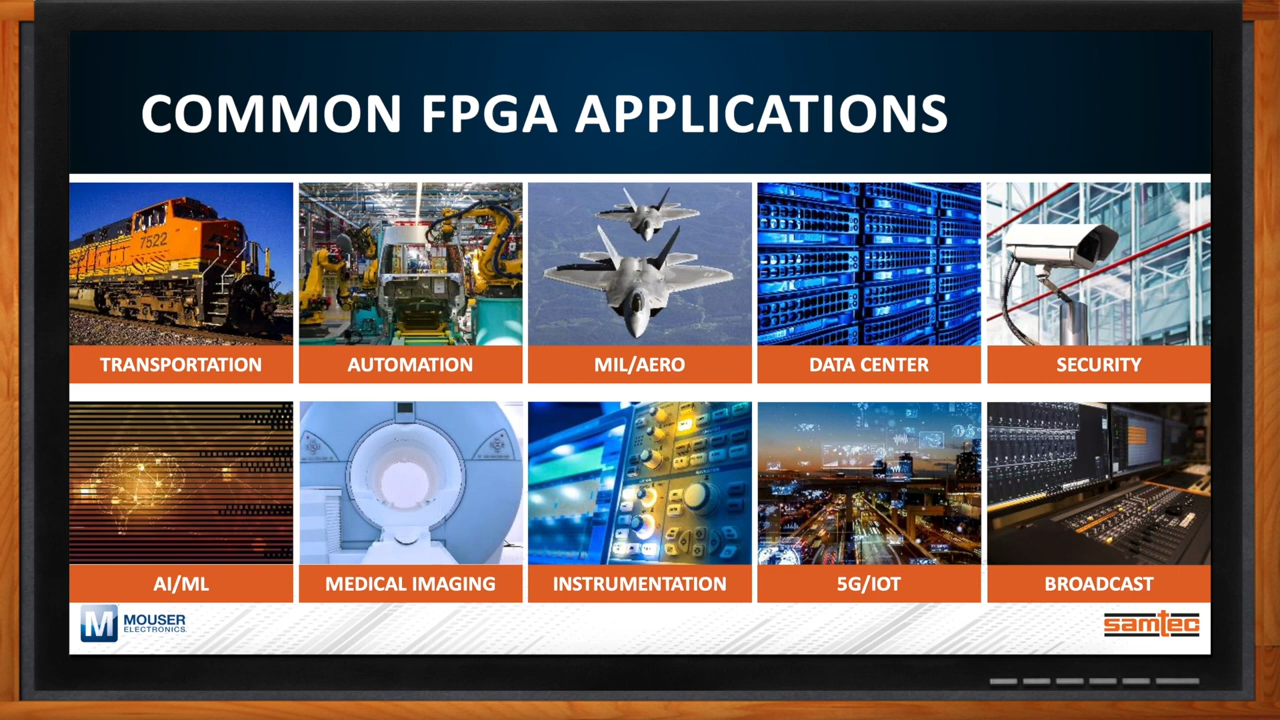 COMMON FPGA APPLICATIONS
7522
TRANSPORTATION
AUTOMATION
MIL/AERO
DATA CENTER
SECURITY
AI/ML
MEDICAL IMAGING
INSTRUMENTATION
5G/IOT
BROADCAST
M MOUSER
ELECTRONICS
samtec